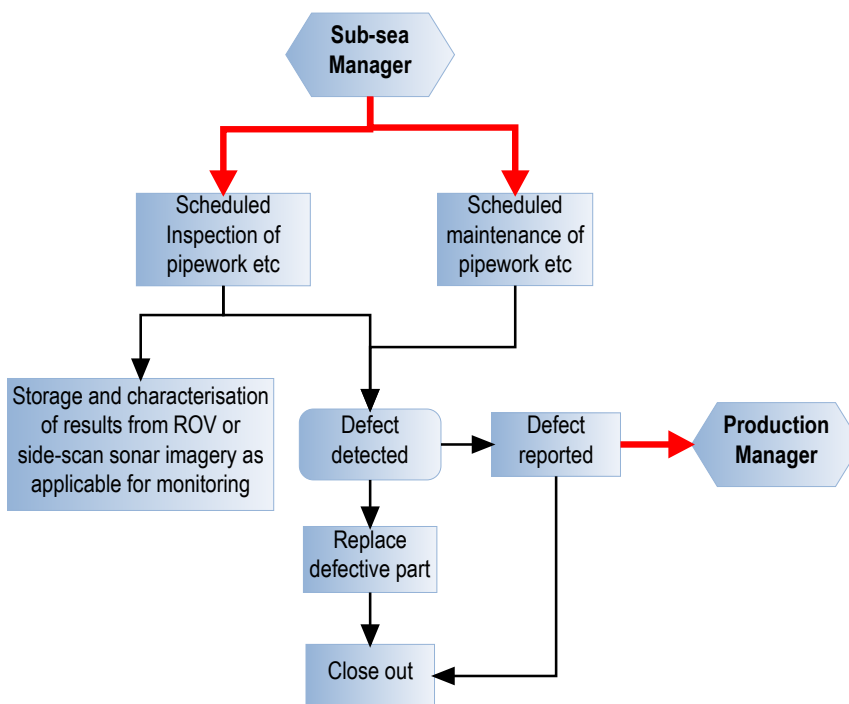 Sub-sea
Manager
Scheduled
Inspection of
pipework etc
Scheduled
maintenance of
pipework etc
Storage and characterisation
of results from ROV or
side-scan sonar imagery as
applicable for monitoring
Defect
detected
Defect
reported
Production
Manager
Replace
defective part
Close out